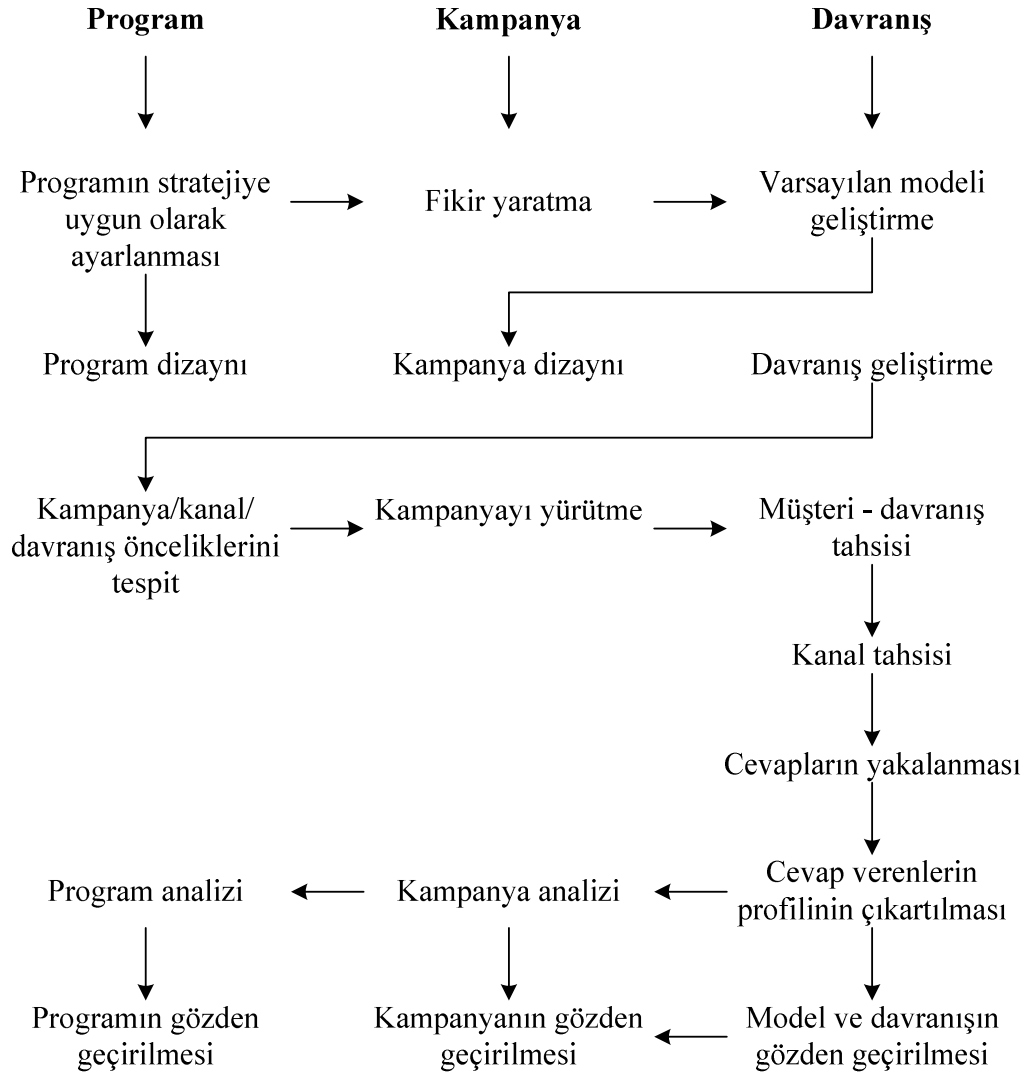 Program
Kampanya
Davranış
Programın stratejiye
uygun olarak
ayarlanması
Fikir yaratma
Varsayılan modeli
geliştirme
Program dizaynı
Kampanya dizaynı
Davranış geliştirme
Kampanya/kanal/
davranış önceliklerini
tespit
Kampanyayı yürütme
Müşteri - davranış
tahsisi
Kanal tahsisi
Cevapların yakalanması
Program analizi
Kampanya analizi
Cevap verenlerin
profilinin çıkartılması
Programın gözden
geçirilmesi
Kampanyanın gözden
geçirilmesi
Model ve davranışın
gözden geçirilmesi